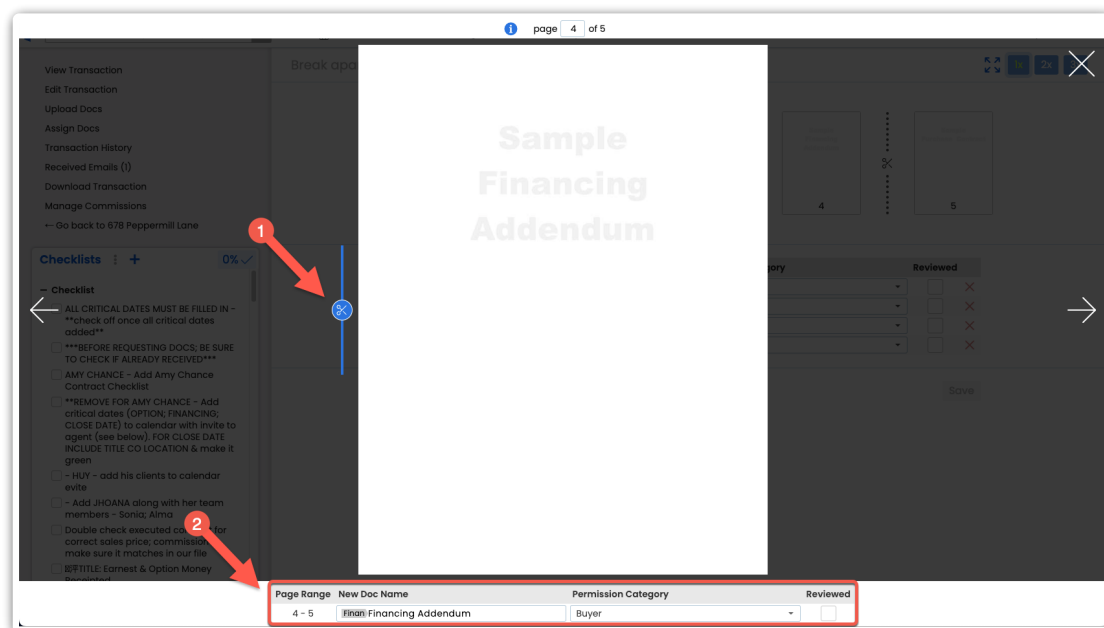 page 4 of 5
View Transaction
Edit Transaction
Upload Docs
Assign Docs
Transaction History
Received Emails (1)
Download Transaction
Manage Commissions
← Go back to 678 Peppermill Lane
Break apa
1x 2x
Sample
Financing
Addendum
4
5
1
Checklists
0%
Checklist
ALL CRITICAL DATES MUST BE FILLED IN -
**check off once all critical dates
added**
***BEFORE REQUESTING DOCS; BE SURE
TO CHECK IF ALREADY RECEIVED***
AMY CHANCE - Add Amy Chance
Contract Checklist
**REMOVE FOR AMY CHANCE - Add
critical dates (OPTION; FINANCING;
CLOSE DATE) to calendar with invite to
agent (see below). FOR CLOSE DATE
INCLUDE TITLE CO LOCATION & make it
green
- HUY - add his clients to calendar
evite
- Add JHOANA along with her team
members - Sonia; Alma
Double check executed co for
correct sales price; commission
make sure it matches in our file
TITLE: Earnest & Option Money
Receipted
gory
Reviewed
Save
2
Page Range New Doc Name Permission Category Reviewed
4 - 5 Finan Financing Addendum Buyer